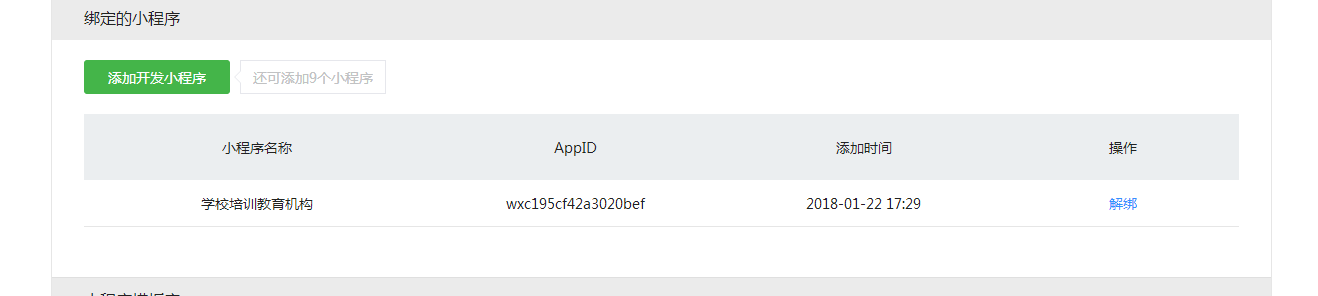 绑定的小程序
添加开发小程序 还可添加9个小程序
小程序名称 AppID 添加时间 操作
学校培训教育机构 wxc195cf42a3020bef 2018-01-22 17:29 解绑